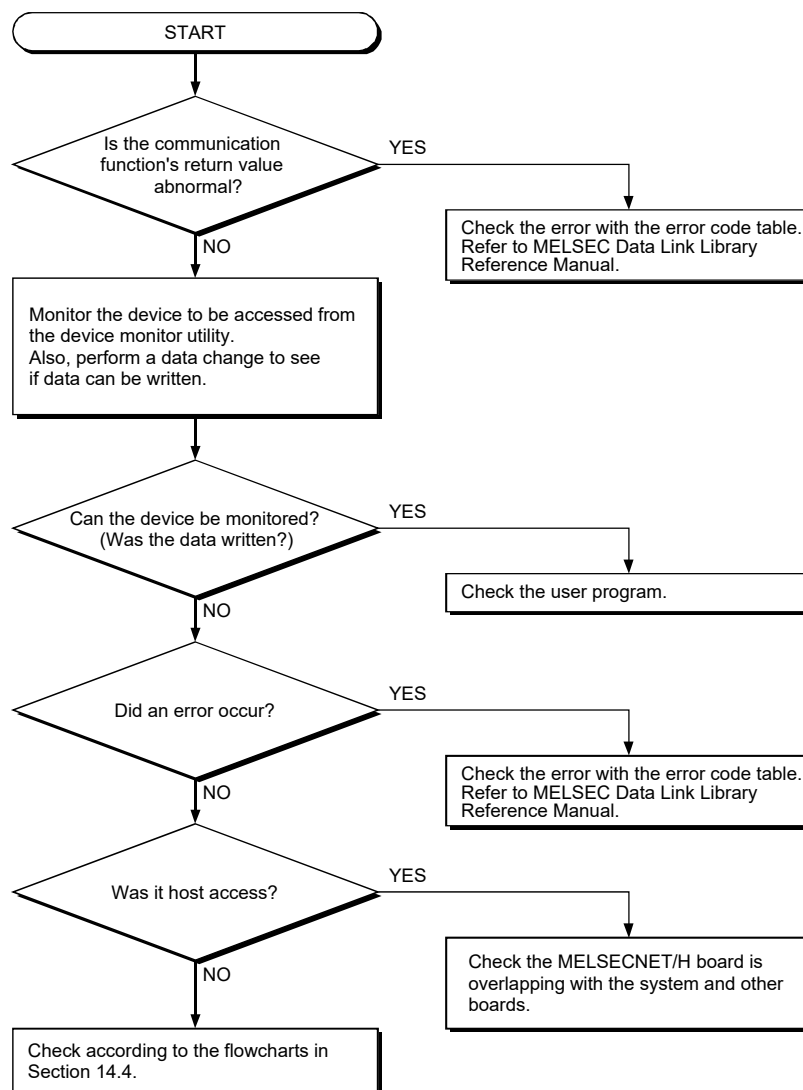 START
Is the communication
function's return value
abnormal?
YES
NO
Check the error with the error code table.
Refer to MELSEC Data Link Library
Reference Manual.
Monitor the device to be accessed from
the device monitor utility.
Also, perform a data change to see
if data can be written.
Can the device be monitored?
(Was the data written?)
YES
NO
Check the user program.
Did an error occur?
YES
NO
Check the error with the error code table.
Refer to MELSEC Data Link Library
Reference Manual.
Was it host access?
YES
NO
Check the MELSECNET/H board is
overlapping with the system and other
boards.
Check according to the flowcharts in
Section 14.4.